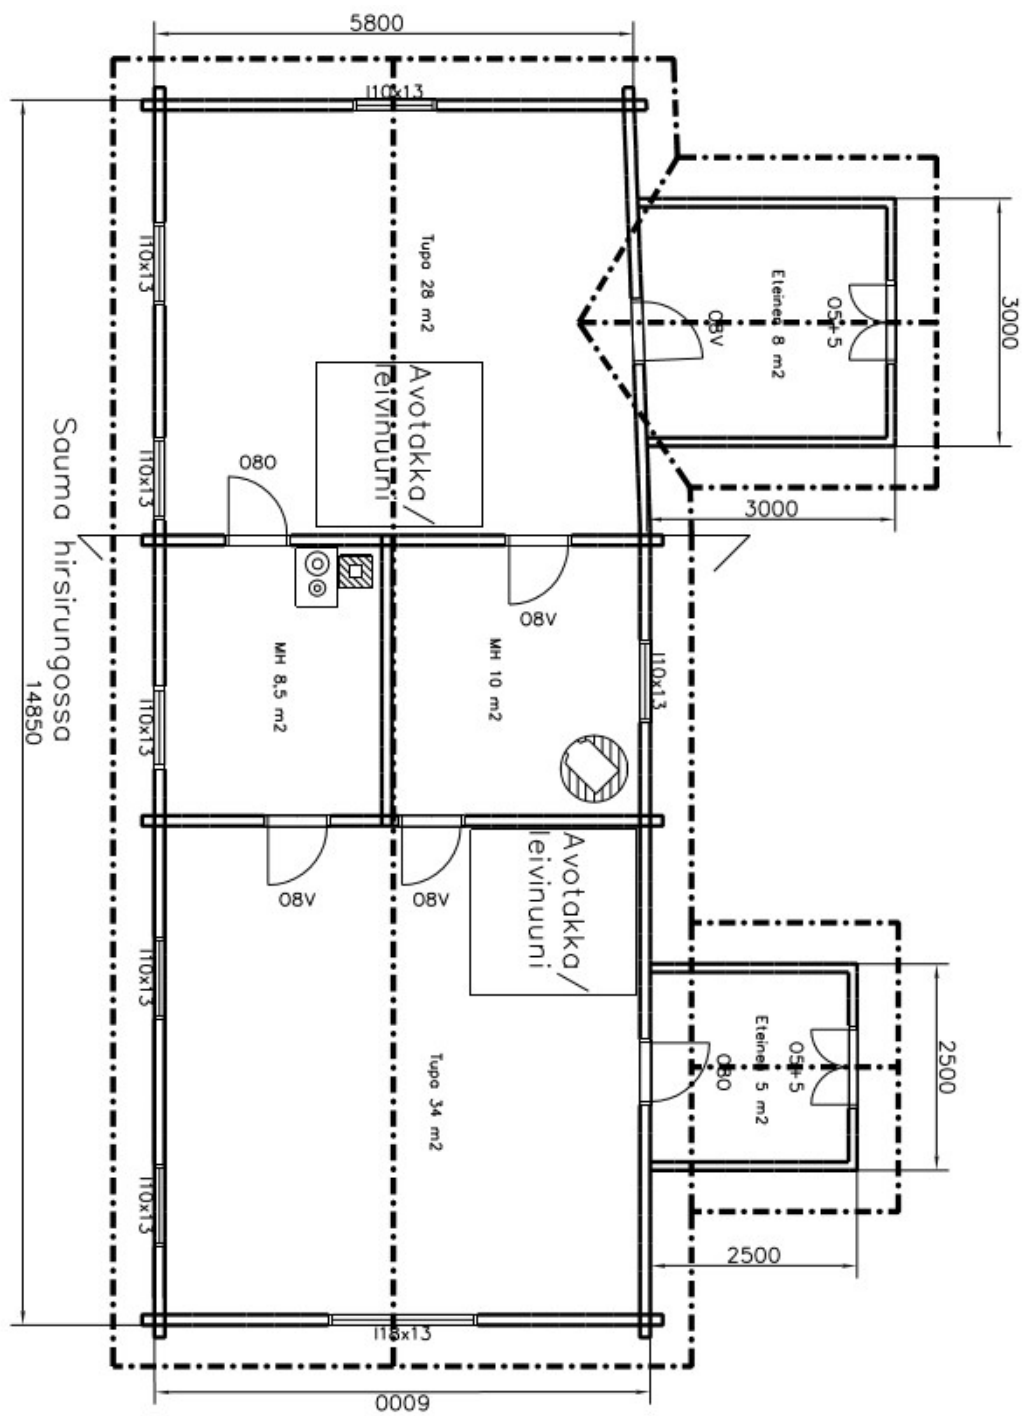 5800
I10x13
I10x13
Tupa 28 m2
08V
Eteinen 8 m2
05+5
3000
Avotakka/
leivinuuni
I10x13
080
3000
Sauma hirsirungossa
14850
08V
MH 8,5 m2
MH 10 m2
I10x13
I10x13
08V
08V
Avotakka/
leivinuuni
I10x13
Tupa 34 m2
080
Eteinen 5 m2
05+5
2500
I10x13
2500
I18x13
6000